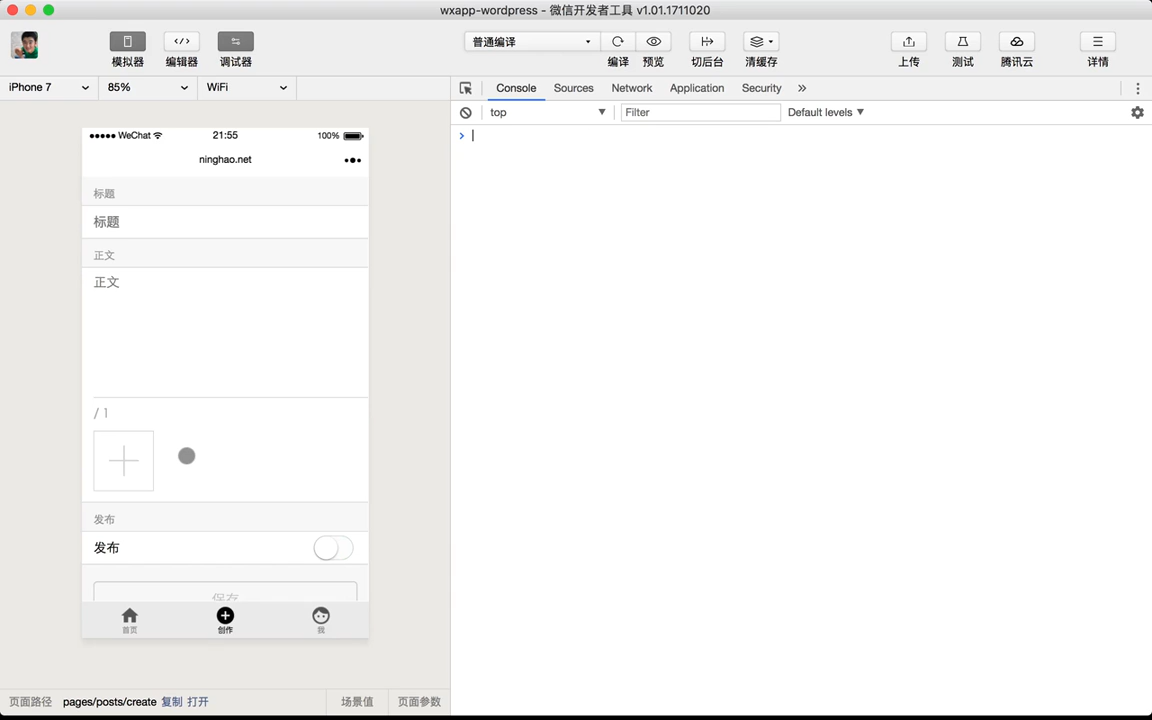 wxapp-wordpress - 微信开发者工具 v1.01.1711020
模拟器 编辑器 调试器
普通编译
编译 预览 切后台 清缓存
上传 测试 腾讯云 详情
iPhone 7 85% WiFi
Console Sources Network Application Security »
top Filter Default levels
WeChat 21:55 100%
ninghao.net
标题
标题
正文
正文
/ 1
发布
发布
保存
首页 创作 我
页面路径 pages/posts/create 复制 打开 场景值 页面参数